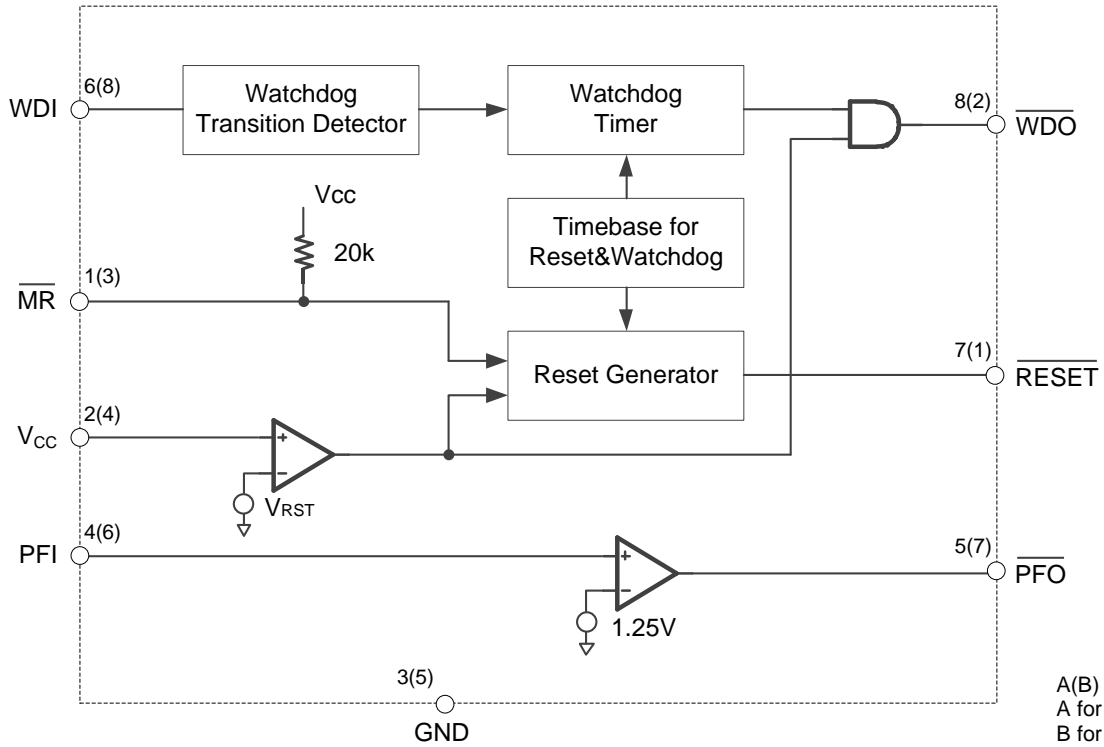 6(8)
WDI
Watchdog
Transition Detector
Watchdog
Timer
8(2)
WDO
Vcc
20k
Timebase for
Reset&Watchdog
1(3)
MR
Reset Generator
7(1)
RESET
2(4)
VCC
+
−
VRST
4(6)
PFI
+
−
1.25V
5(7)
PFO
3(5)
GND
A(B)
A for
B for